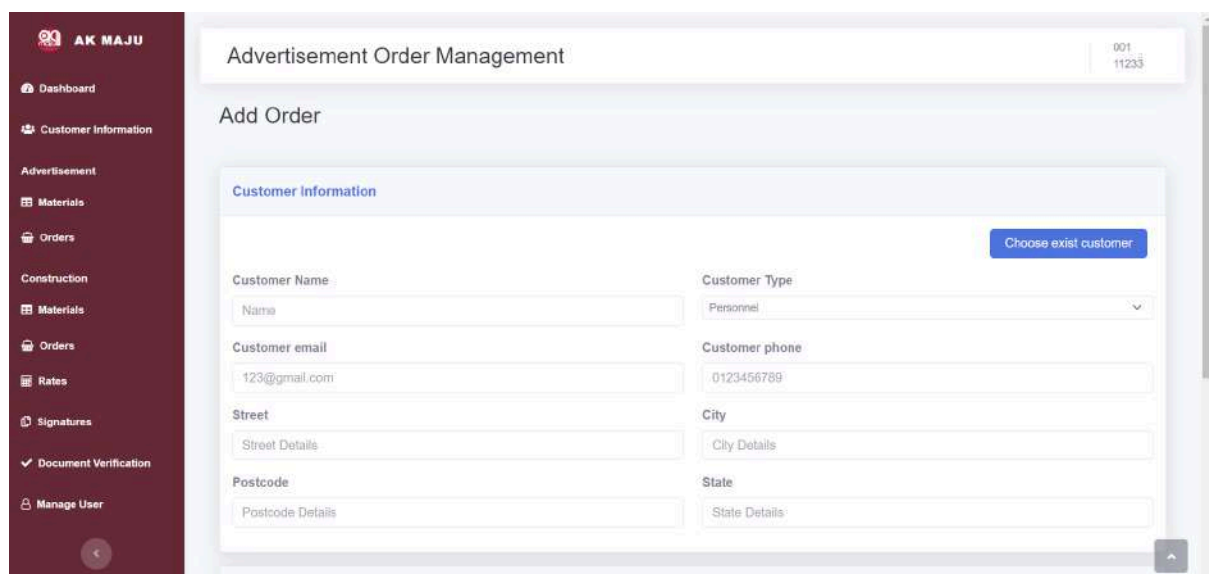 AK MAJU
Dashboard
Customer Information
Advertisement
Materials
Orders
Construction
Materials
Orders
Rates
Signatures
Document Verification
Manage User
Advertisement Order Management
001
11233
Add Order
Customer Information
Choose exist customer
Customer Name
Customer Type
Name
Personnel
Customer email
Customer phone
123@gmail.com
0123456789
Street
City
Street Details
City Details
Postcode
State
Postcode Details
State Details